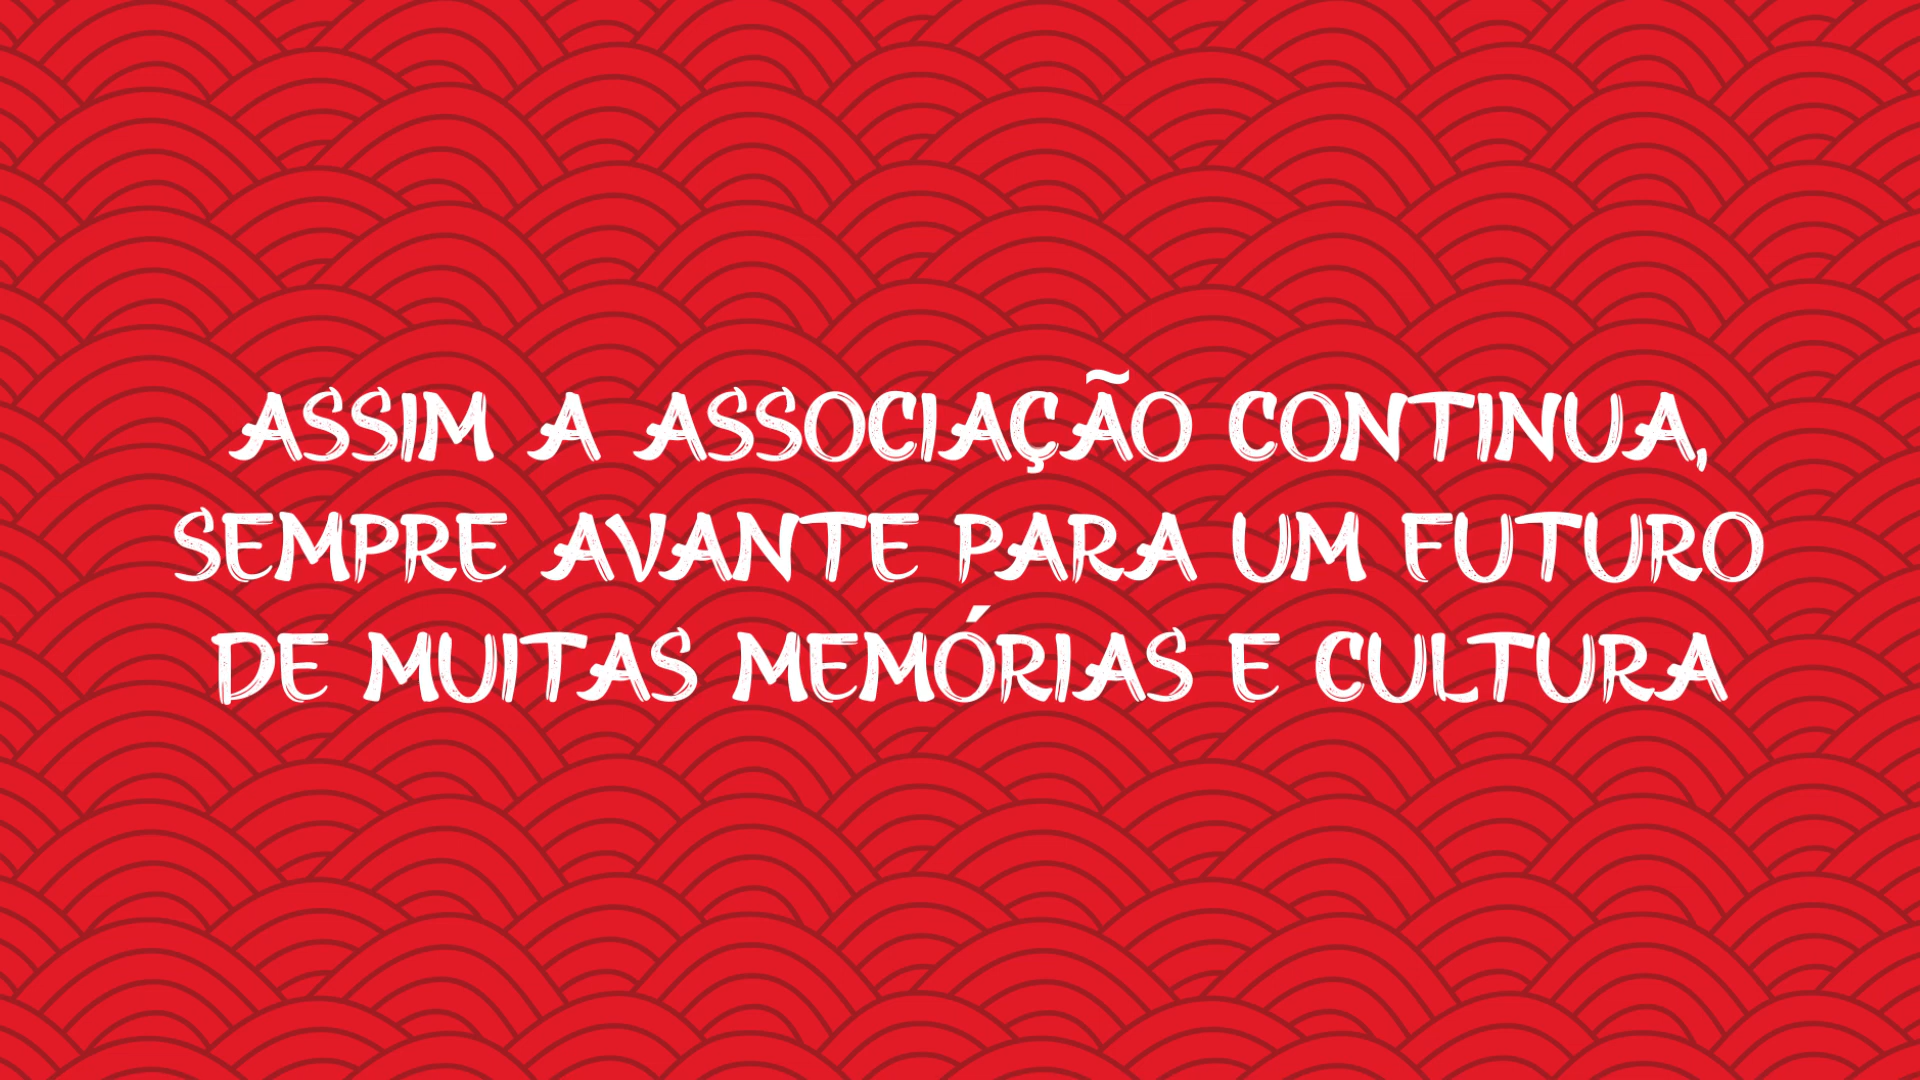 ASSIM A ASSOCIAÇÃO CONTINUA,
SEMPRE AVANTE PARA UM FUTURO
DE MUITAS MEMÓRIAS E CULTURA